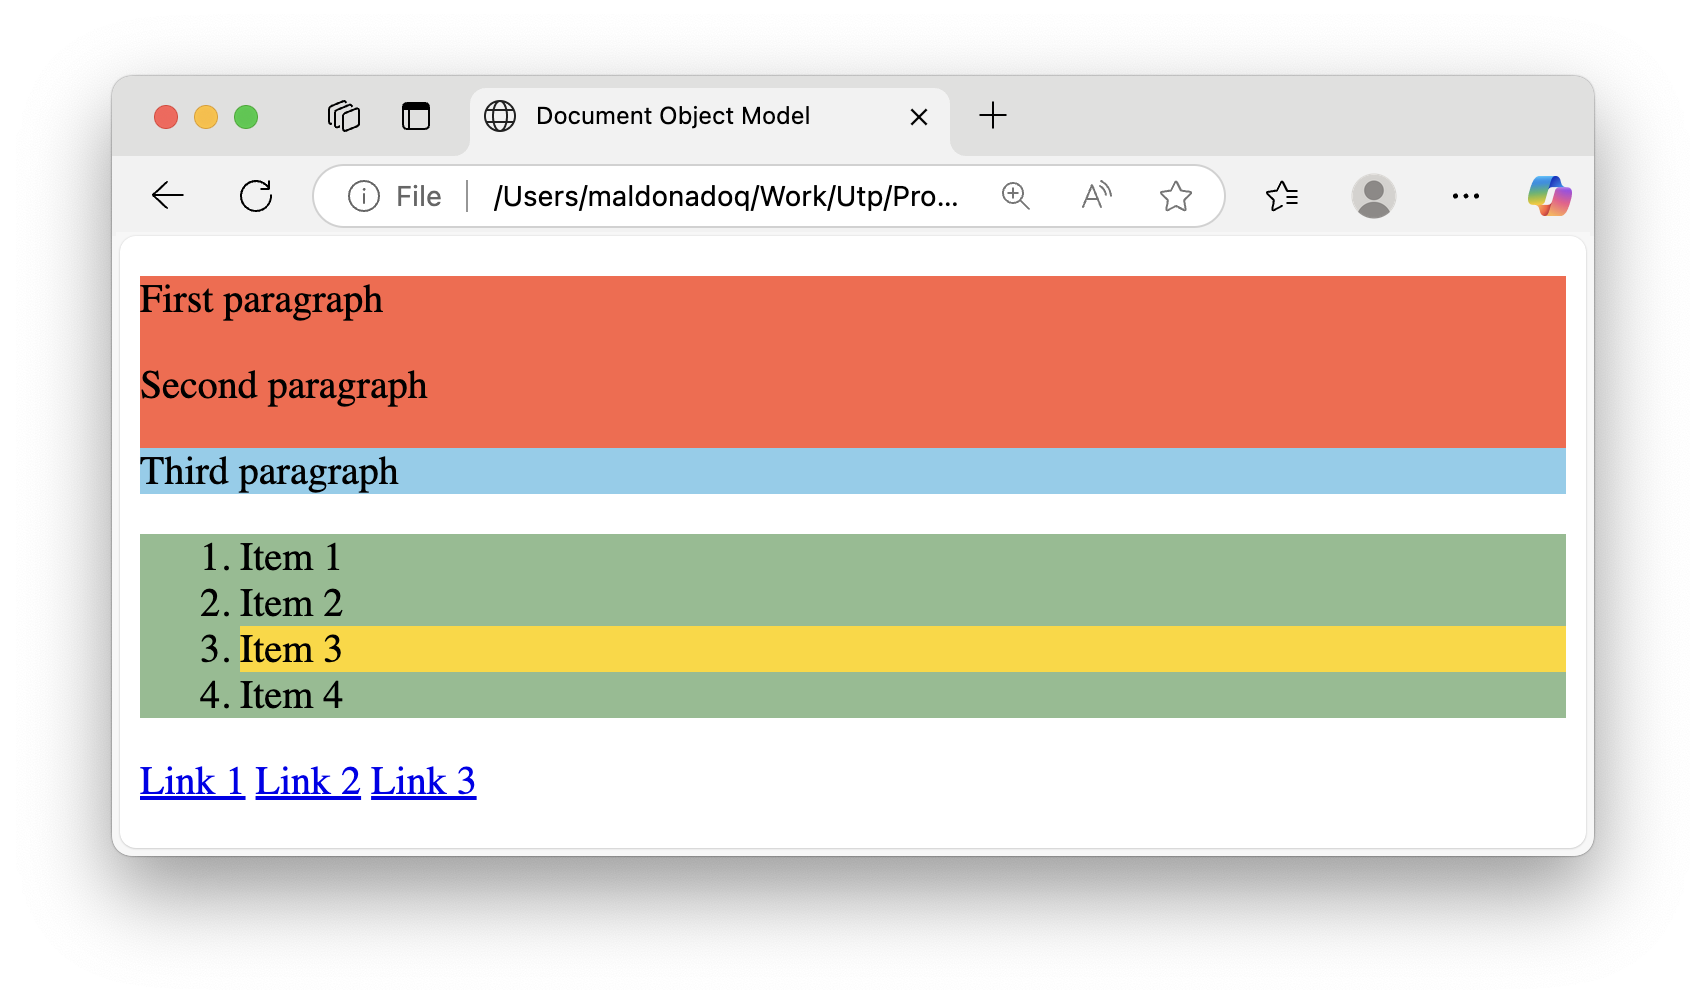 Document Object Model
File /Users/maldonadoq/Work/Utp/Pro...
First paragraph
Second paragraph
Third paragraph
1. Item 1
2. Item 2
3. Item 3
4. Item 4
Link 1 Link 2 Link 3